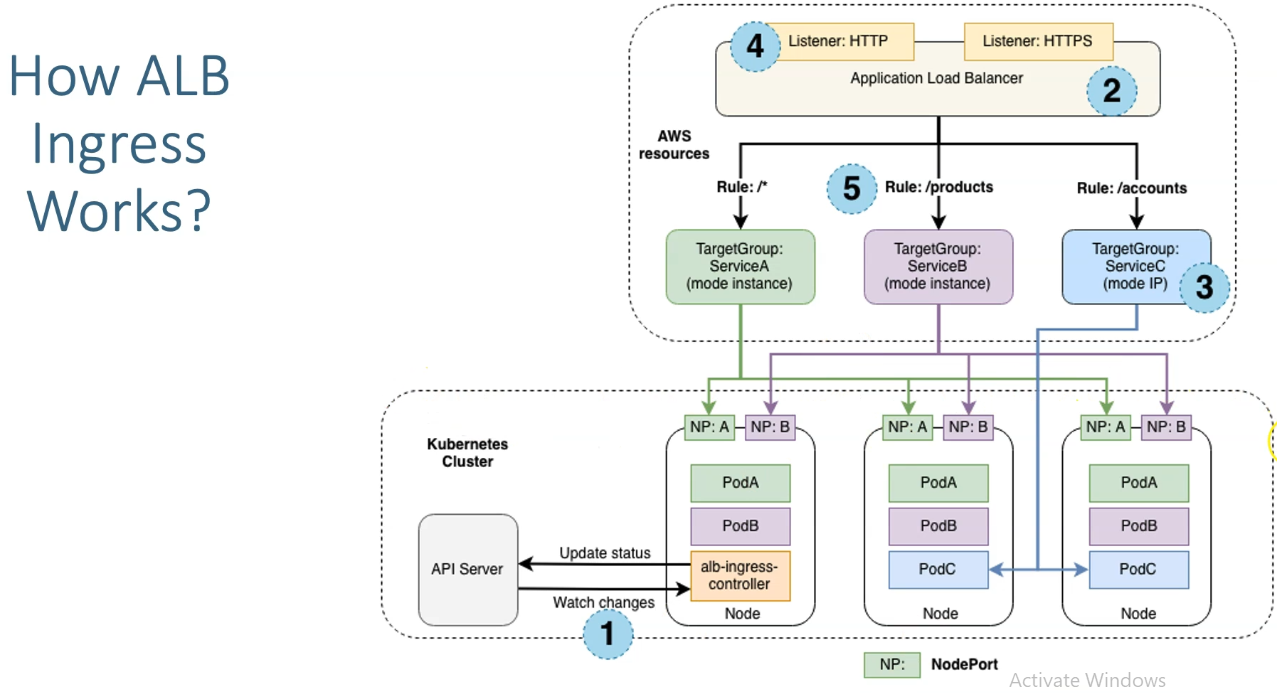 How ALB
Ingress
Works?
4
Listener: HTTP
Listener: HTTPS
Application Load Balancer
2
AWS
resources
Rule: /*
5
Rule: /products
Rule: /accounts
TargetGroup:
ServiceA
(mode instance)
TargetGroup:
ServiceB
(mode instance)
TargetGroup:
ServiceC
(mode IP)
3
Kubernetes
Cluster
NP: A
NP: B
NP: A
NP: B
NP: A
NP: B
PodA
PodB
alb-ingress-
controller
Node
PodA
PodB
PodC
Node
PodA
PodB
PodC
Node
API Server
Update status
Watch changes
1
NP:
NodePort
Activate Windows